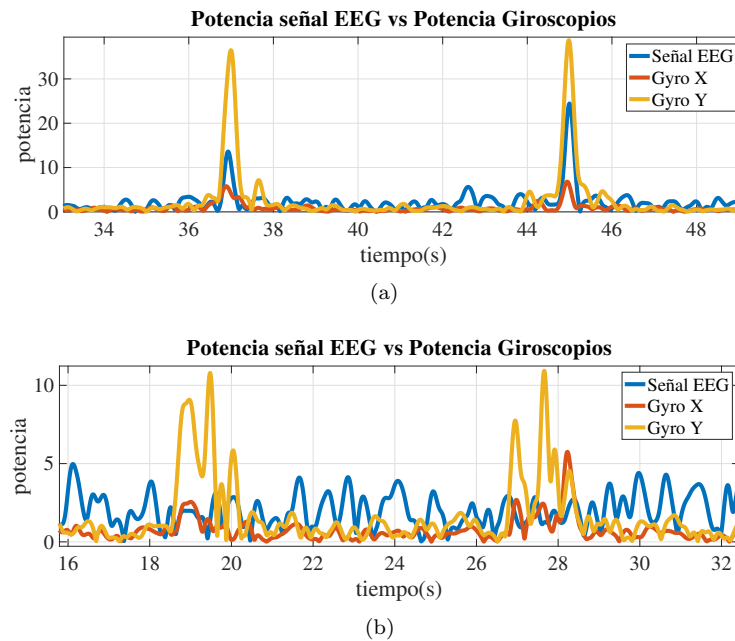 Potencia señal EEG vs Potencia Giroscopios
Señal EEG
Gyro X
Gyro Y
potencia
30
20
10
0
34 36 38 40 42 44 46 48
tiempo(s)
(a)
Potencia señal EEG vs Potencia Giroscopios
Señal EEG
Gyro X
Gyro Y
potencia
10
5
0
16 18 20 22 24 26 28 30 32
tiempo(s)
(b)